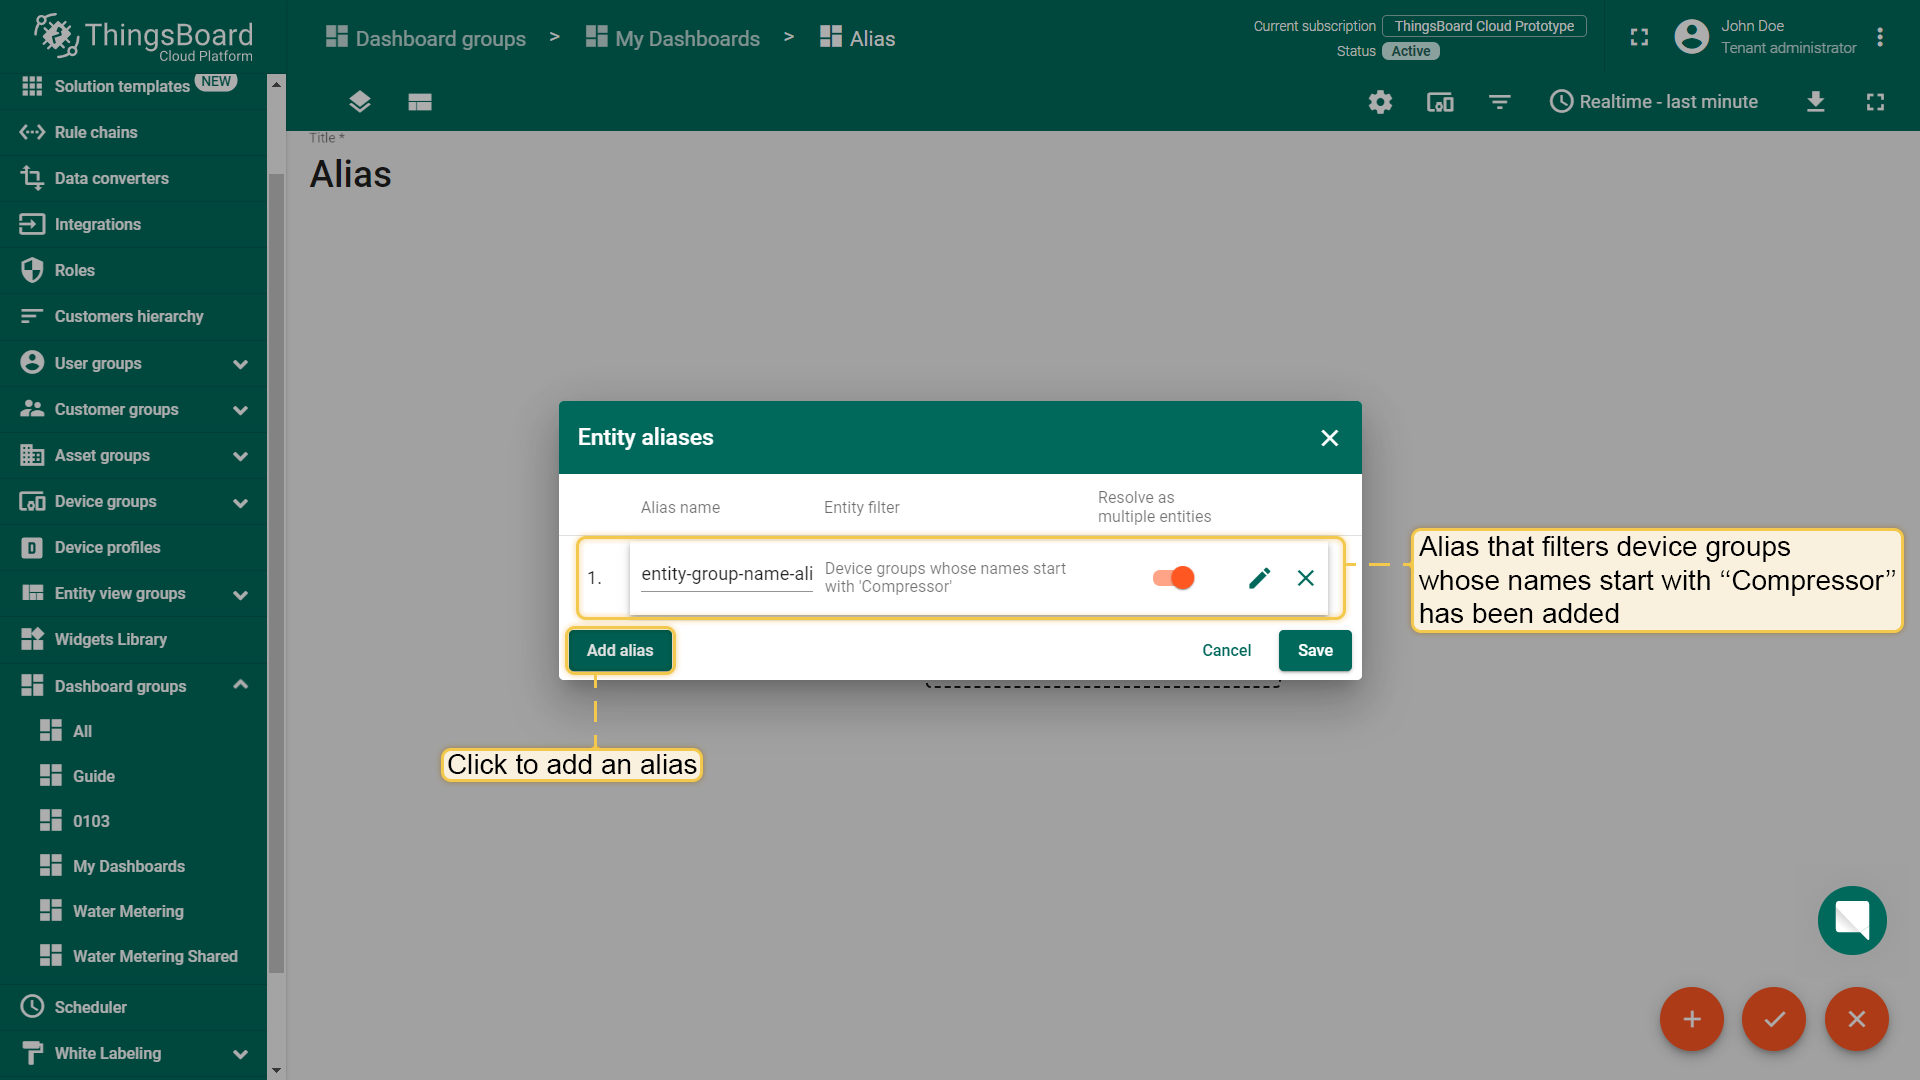 ThingsBoard
Cloud Platform
Dashboard groups > My Dashboards > Alias
Current subscription ThingsBoard Cloud Prototype
Status Active
John Doe
Tenant administrator
Realtime - last minute
Solution templates NEW
Rule chains
Data converters
Integrations
Roles
Customers hierarchy
User groups
Customer groups
Asset groups
Device groups
Device profiles
Entity view groups
Widgets Library
Dashboard groups
All
Guide
0103
My Dashboards
Water Metering
Water Metering Shared
Scheduler
White Labeling
Title *
Alias
Entity aliases
Alias name Entity filter Resolve as
multiple entities
1. entity-group-name-ali Device groups whose names start
with 'Compressor'
Add alias Cancel Save
Click to add an alias
Alias that filters device groups
whose names start with “Compressor”
has been added